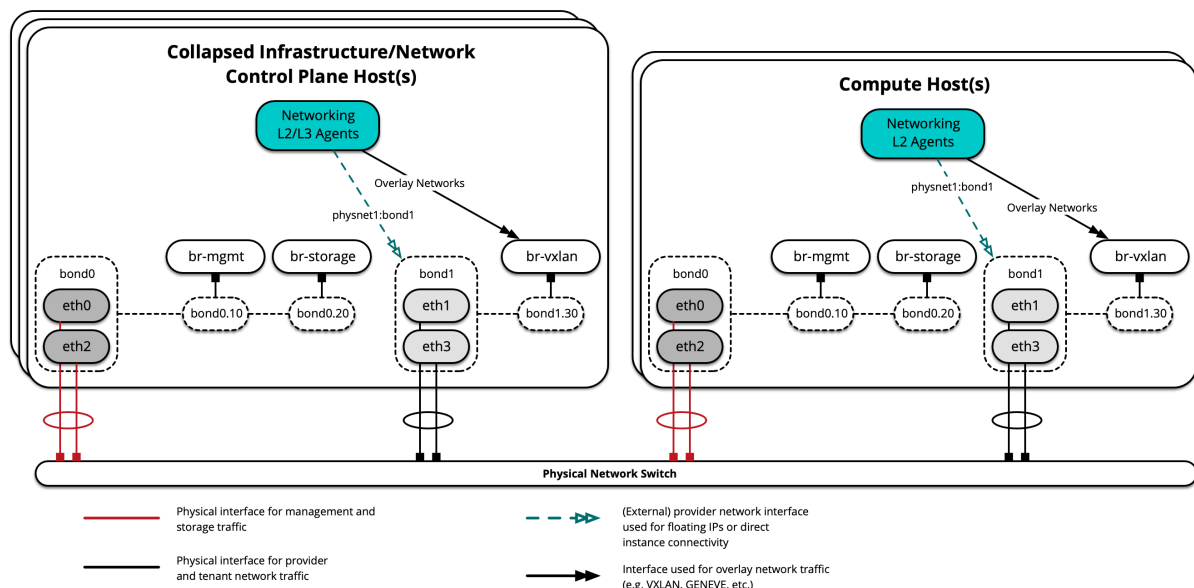 Collapsed Infrastructure/Network
Control Plane Host(s)
Networking
L2/L3 Agents
Overlay Networks
physnet1:bond1
br-mgmt
br-storage
br-vxlan
bond0
bond1
eth0
eth1
bond0.10
bond0.20
bond1.30
eth2
eth3
Compute Host(s)
Networking
L2 Agents
physnet1:bond1
Overlay Networks
br-mgmt
br-storage
br-vxlan
bond0
bond1
eth0
eth1
bond0.10
bond0.20
bond1.30
eth2
eth3
Physical Network Switch
Physical interface for management and
storage traffic
Physical interface for provider
and tenant network traffic
(External) provider network interface
used for floating IPs or direct
instance connectivity
Interface used for overlay network traffic
(e.g. VXLAN, GENEVE, etc.)